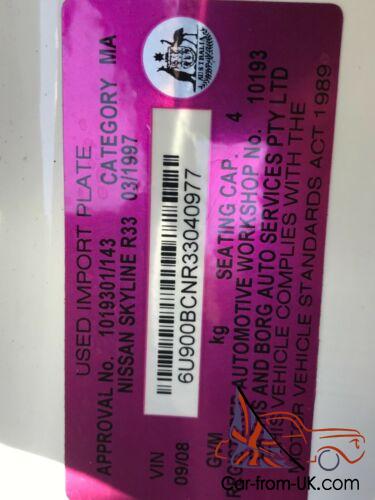 USED IMPORT PLATE
APPROVAL No. 1019301/143 CATEGORY MA
NISSAN SKYLINE R33 03/1997
6U900BCNR33040977
VIN
09/08
GVM kg SEATING CAP. 4
AUTOMOTIVE WORKSHOP No. 10193
AND BORG AUTO SERVICES PTY LTD
VEHICLE COMPLIES WITH THE
MOTOR VEHICLE STANDARDS ACT 1989
AUSTRALIA
Car-from-UK.com